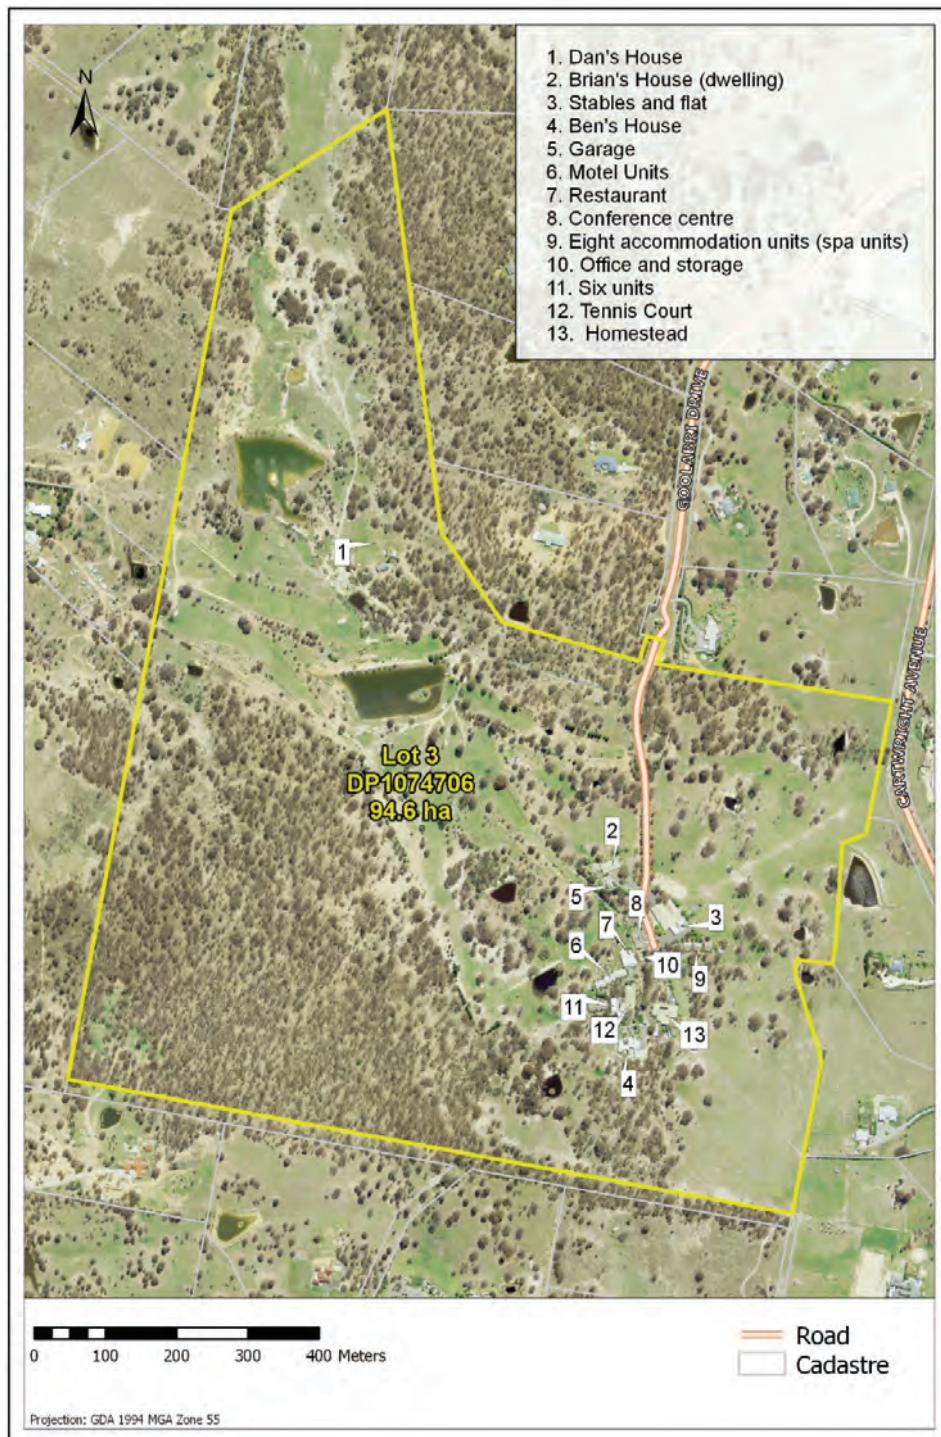 N
1. Dan's House
2. Brian's House (dwelling)
3. Stables and flat
4. Ben's House
5. Garage
6. Motel Units
7. Restaurant
8. Conference centre
9. Eight accommodation units (spa units)
10. Office and storage
11. Six units
12. Tennis Court
13. Homestead
GOOLABRI DRIVE
CARTWRIGHT AVENUE
1
Lot 3
DP1074706
94.6 ha
2
5
8
3
7
6
10
9
11
12
13
4
0 100 200 300 400 Meters
Road
Cadastre
Projection: GDA 1994 MGA Zone 55